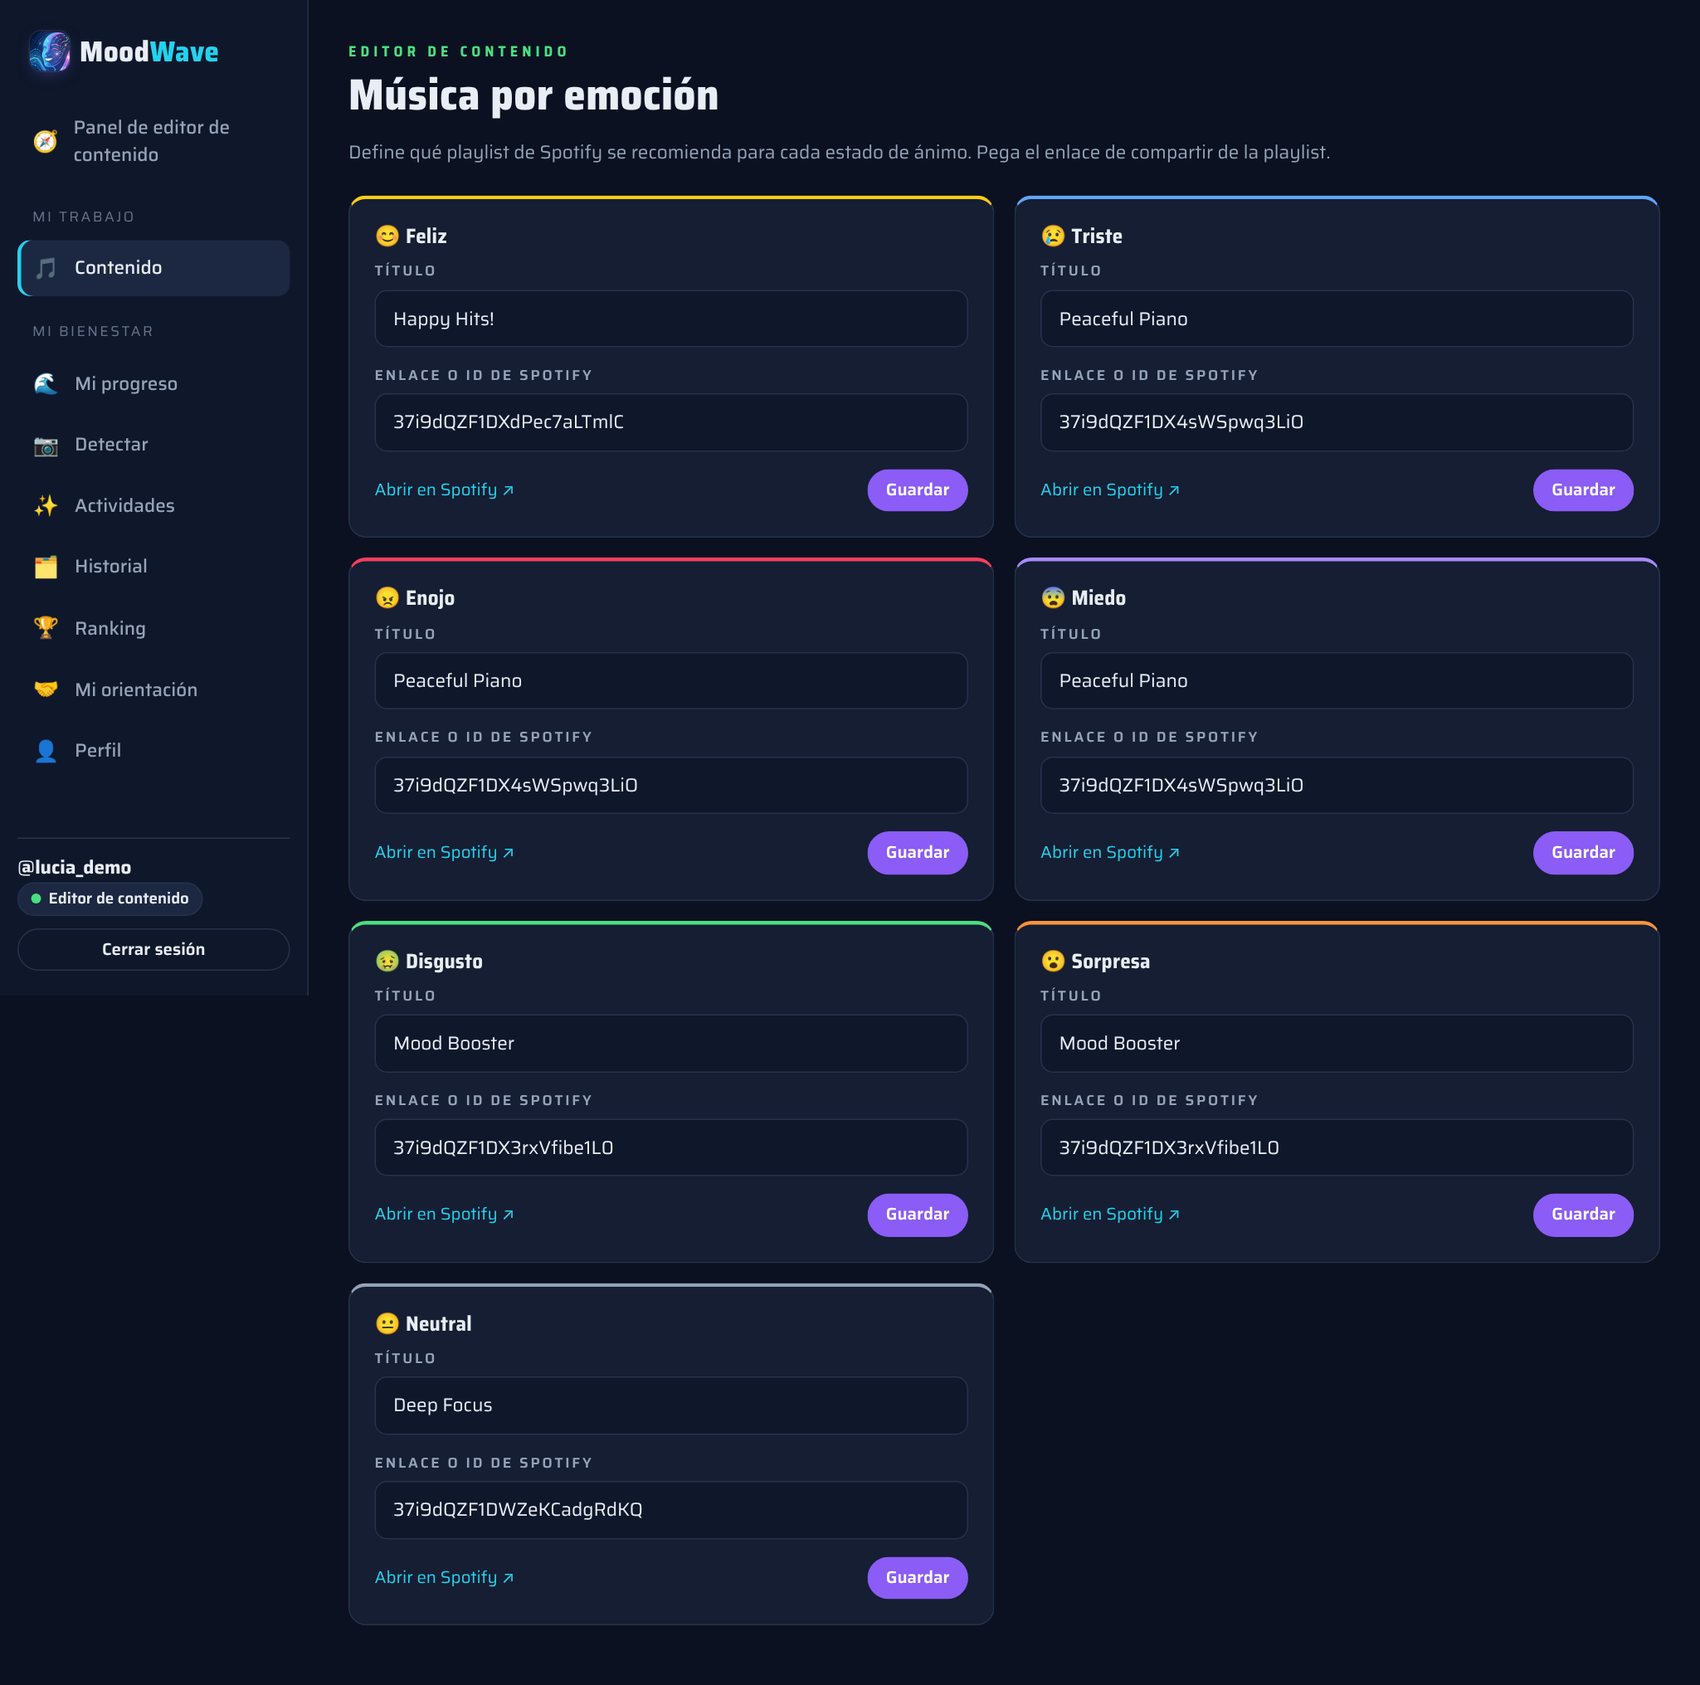 MoodWave
Panel de editor de
contenido
MI TRABAJO
Contenido
MI BIENESTAR
Mi progreso
Detectar
Actividades
Historial
Ranking
Mi orientación
Perfil
@lucia_demo
Editor de contenido
Cerrar sesión
EDITOR DE CONTENIDO
Música por emoción
Define qué playlist de Spotify se recomienda para cada estado de ánimo. Pega el enlace de compartir de la playlist.
Feliz
TÍTULO
Happy Hits!
ENLACE O ID DE SPOTIFY
37i9dQZF1DXdPec7aLTmlC
Abrir en Spotify ↗
Guardar
Triste
TÍTULO
Peaceful Piano
ENLACE O ID DE SPOTIFY
37i9dQZF1DX4sWSpwq3LiO
Abrir en Spotify ↗
Guardar
Enojo
TÍTULO
Peaceful Piano
ENLACE O ID DE SPOTIFY
37i9dQZF1DX4sWSpwq3LiO
Abrir en Spotify ↗
Guardar
Miedo
TÍTULO
Peaceful Piano
ENLACE O ID DE SPOTIFY
37i9dQZF1DX4sWSpwq3LiO
Abrir en Spotify ↗
Guardar
Disgusto
TÍTULO
Mood Booster
ENLACE O ID DE SPOTIFY
37i9dQZF1DX3rxVfibe1L0
Abrir en Spotify ↗
Guardar
Sorpresa
TÍTULO
Mood Booster
ENLACE O ID DE SPOTIFY
37i9dQZF1DX3rxVfibe1L0
Abrir en Spotify ↗
Guardar
Neutral
TÍTULO
Deep Focus
ENLACE O ID DE SPOTIFY
37i9dQZF1DWZeKCadgRdKQ
Abrir en Spotify ↗
Guardar